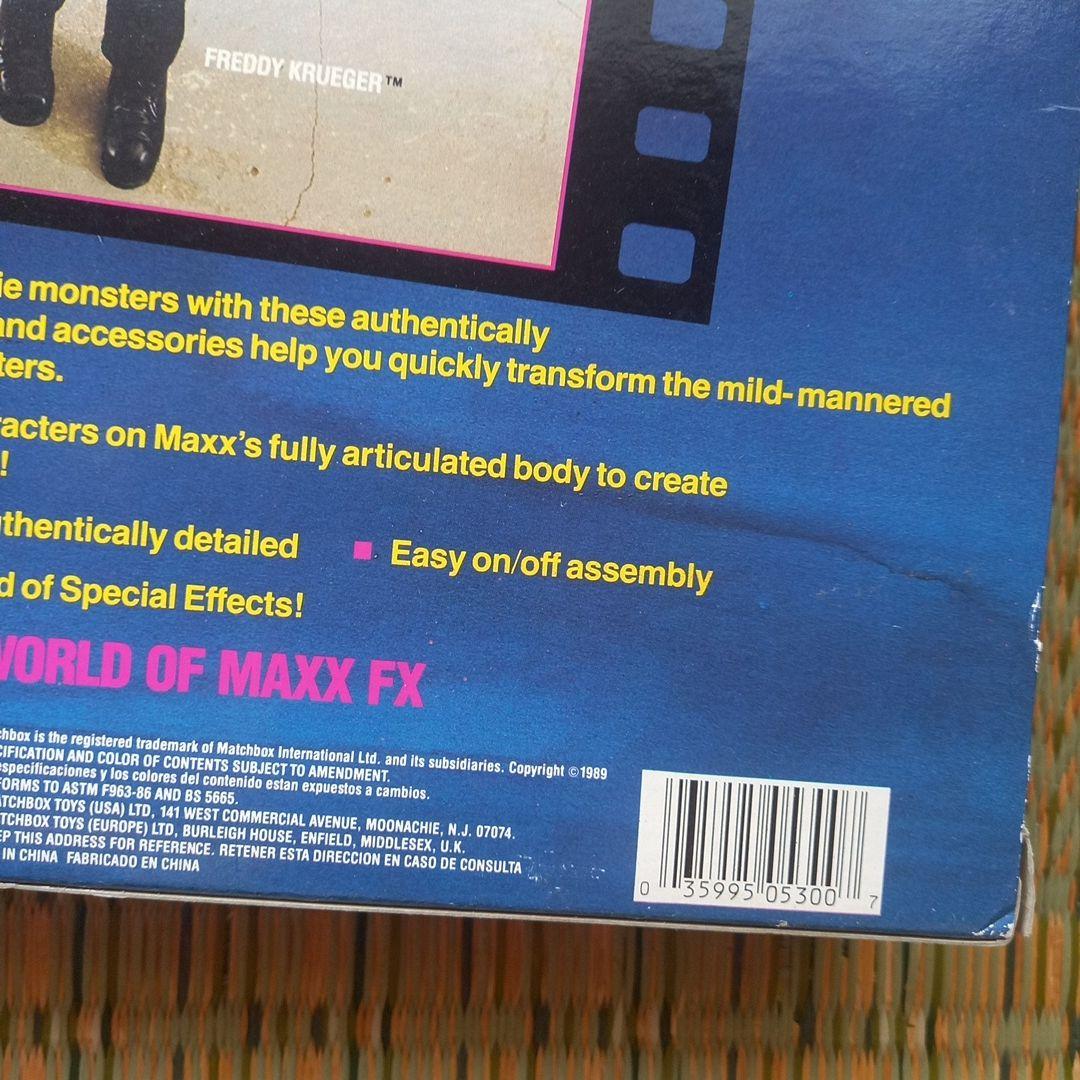 FREDDY KRUEGER™
ie monsters with these authentically
and accessories help you quickly transform the mild-mannered
ters.
racters on Maxx's fully articulated body to create
!
uthentically detailed ■ Easy on/off assembly
d of Special Effects!
WORLD OF MAXX FX
chbox is the registered trademark of Matchbox International Ltd. and its subsidiaries. Copyright ©1989
CIFICATION AND COLOR OF CONTENTS SUBJECT TO AMENDMENT.
especificaciones y los colores del contenido estan expuestos a cambios.
FORMS TO ASTM F963-86 AND BS 5665.
ATCHBOX TOYS (USA) LTD, 141 WEST COMMERCIAL AVENUE, MOONACHIE, N.J. 07074.
TCHBOX TOYS (EUROPE) LTD, BURLEIGH HOUSE, ENFIELD, MIDDLESEX, U.K.
EP THIS ADDRESS FOR REFERENCE. RETENER ESTA DIRECCION EN CASO DE CONSULTA
IN CHINA FABRICADO EN CHINA
0 35995 05300 7